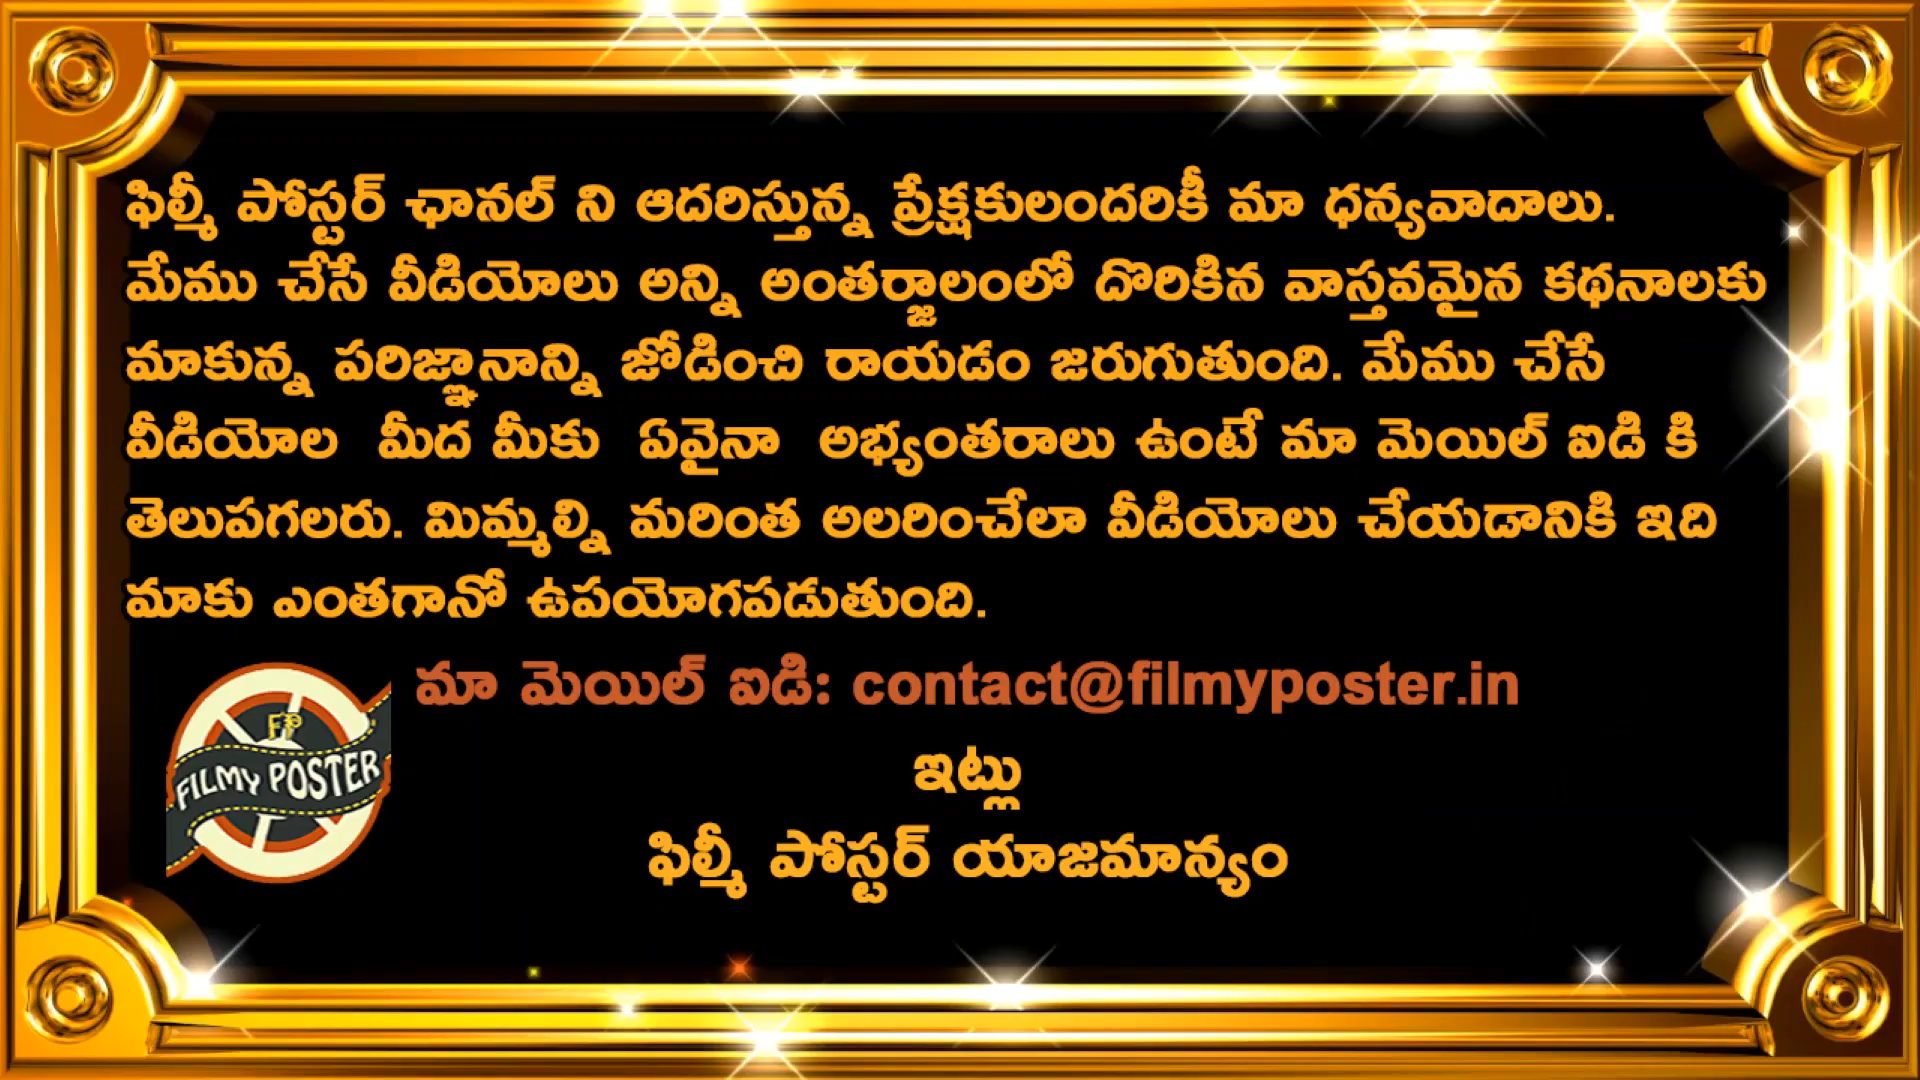 ఫిల్మీ పోస్టర్ ఛానల్ ని ఆదరిస్తున్న ప్రేక్షకులందరికీ మా ధన్యవాదాలు.
మేము చేసే వీడియోలు అన్ని అంతర్జాలంలో దొరికిన వాస్తవమైన కథనాలకు
మాకున్న పరిజ్ఞానాన్ని జోడించి రాయడం జరుగుతుంది. మేము చేసే
వీడియోల మీద మీకు ఏవైనా అభ్యంతరాలు ఉంటే మా మెయిల్ ఐడి కి
తెలుపగలరు. మిమ్మల్ని మరింత అలరించేలా వీడియోలు చేయడానికి ఇది
మాకు ఎంతగానో ఉపయోగపడుతుంది.
మా మెయిల్ ఐడి: contact@filmyposter.in
FP
FILMY POSTER
ఇట్లు
ఫిల్మీ పోస్టర్ యాజమాన్యం